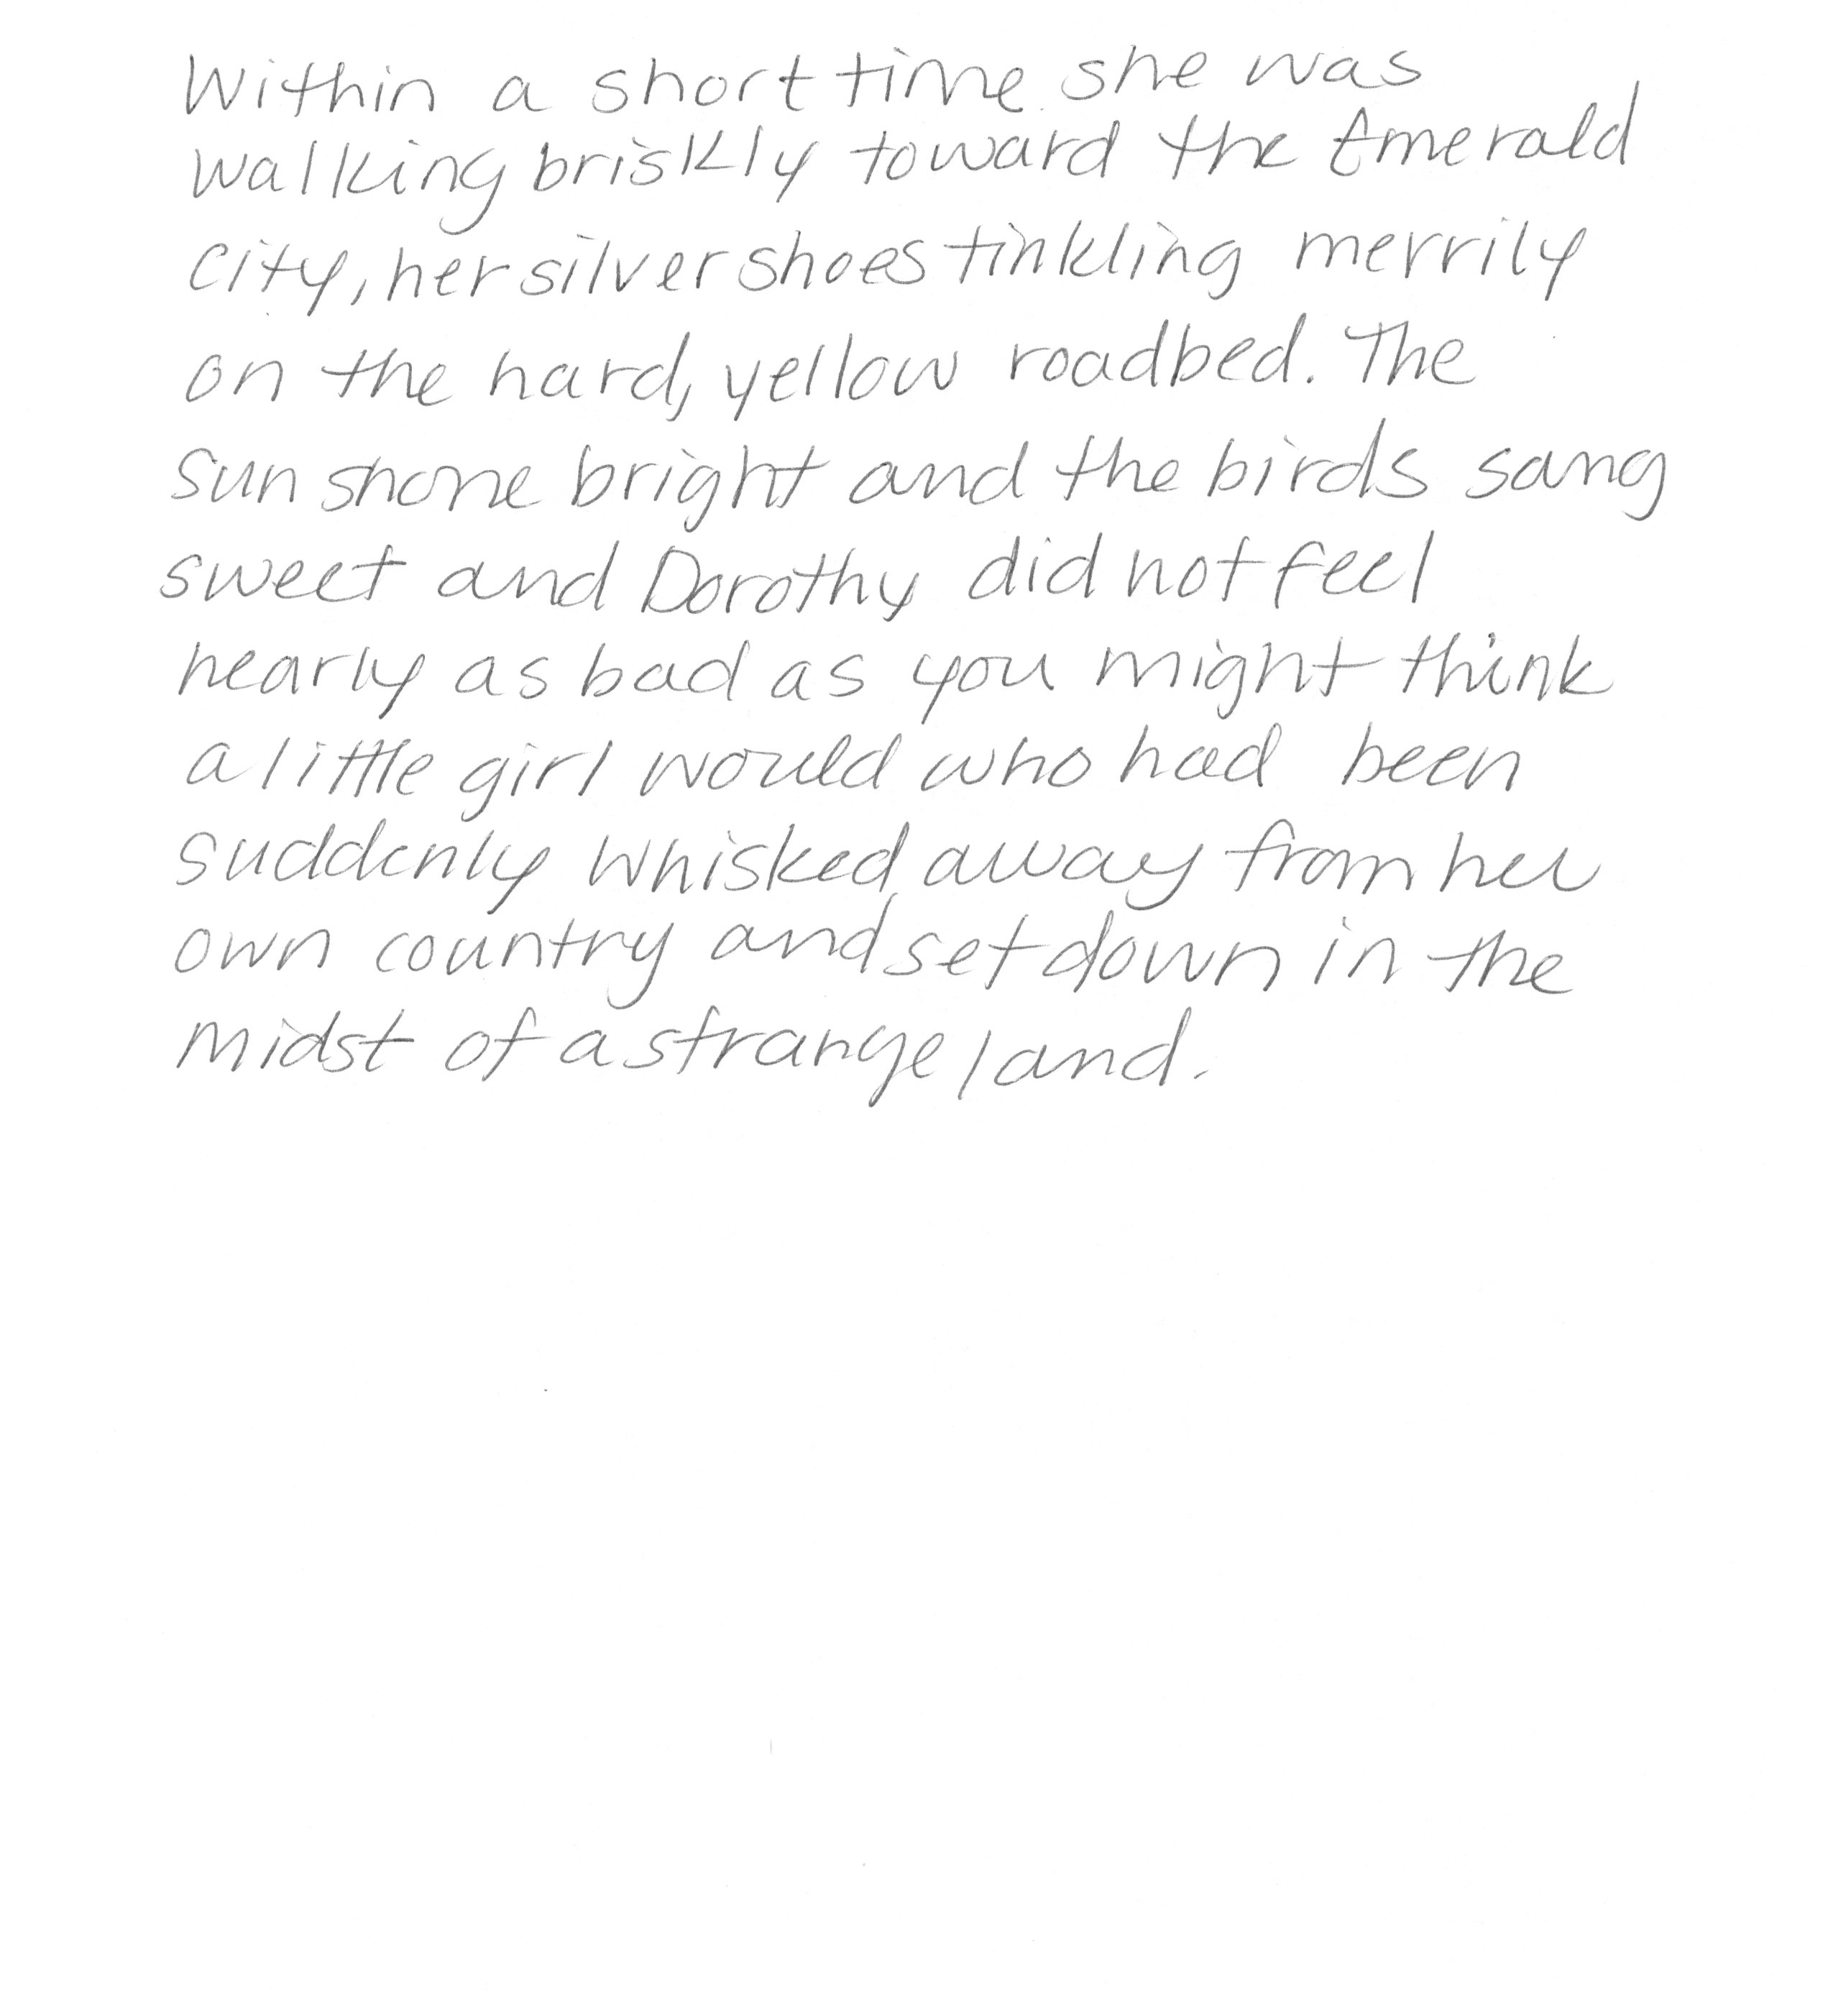 Within a short time she was
walking briskly toward the Emerald
City, her silver shoes tinkling merrily
on the hard, yellow roadbed. The
sun shone bright and the birds sang
sweet and Dorothy did not feel
nearly as bad as you might think
a little girl would who had been
suddenly whisked away from her
own country and set down in the
midst of a strange land.